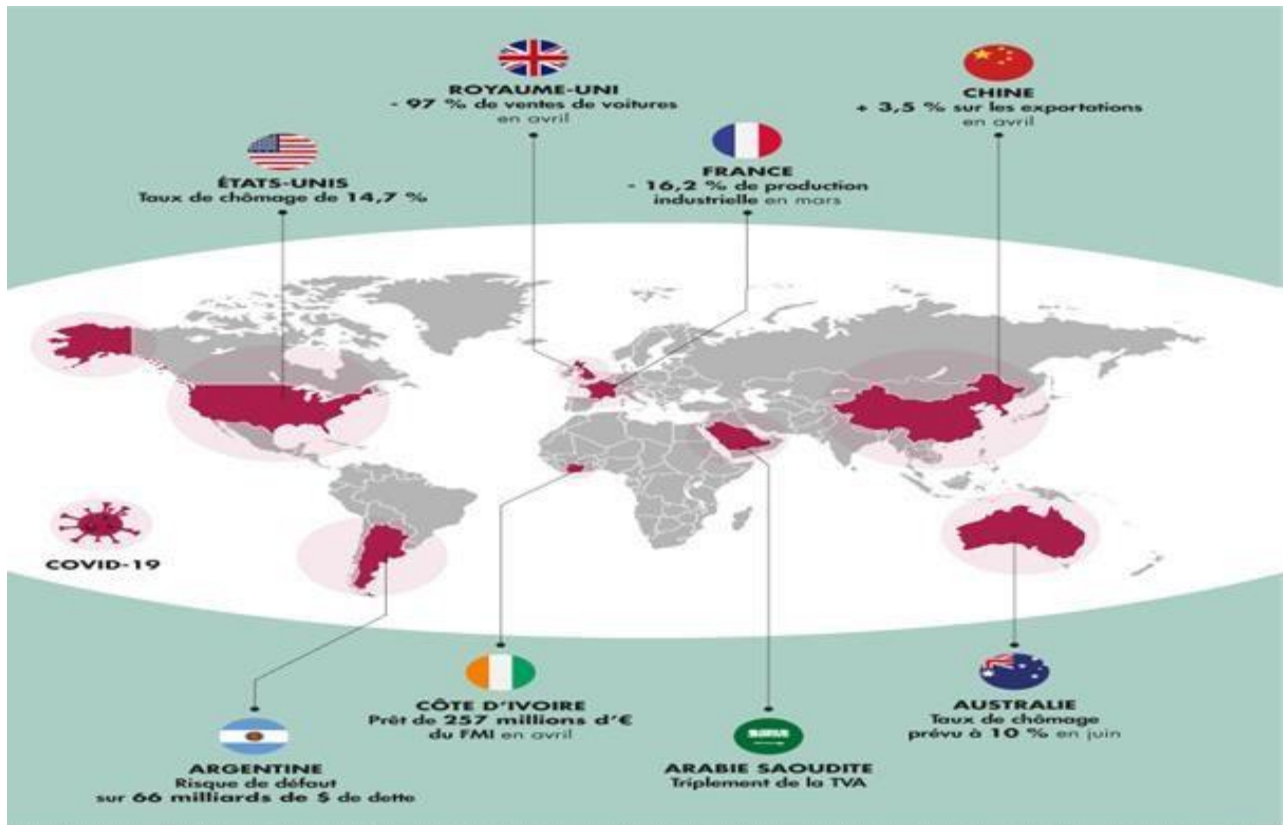 ROYAUME-UNI
- 97 % de ventes de voitures
en avril
CHINE
+ 3,5 % sur les exportations
en avril
ÉTATS-UNIS
Taux de chômage de 14,7 %
FRANCE
- 16,2 % de production
industrielle en mars
COVID-19
CÔTE D'IVOIRE
Prêt de 257 millions d'€
du FMI en avril
AUSTRALIE
Taux de chômage
prévu à 10 % en juin
ARGENTINE
Risque de défaut
sur 66 milliards de $ de dette
ARABIE SAOUDITE
Triplement de la TVA